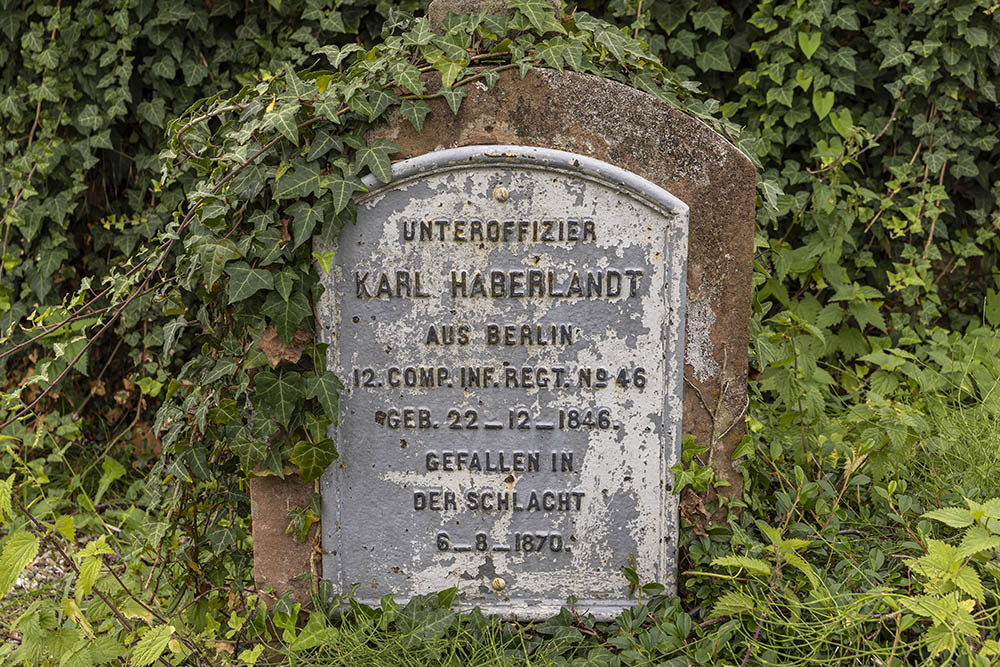 UNTEROFFIZIER
KARL HABERLANDT
AUS BERLIN
12. COMP. INF. REGT. Nº 46
GEB. 22_12_1846.
GEFALLEN IN
DER SCHLACHT
6_8_1870.